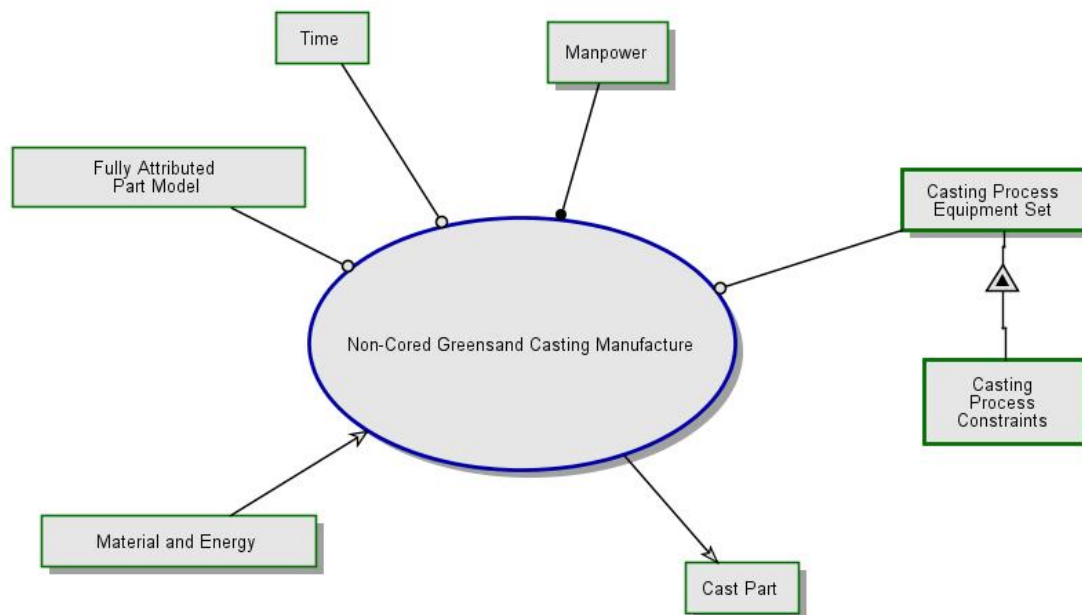 Time
Manpower
Fully Attributed
Part Model
Casting Process
Equipment Set
Non-Cored Greensand Casting Manufacture
Casting
Process
Constraints
Material and Energy
Cast Part